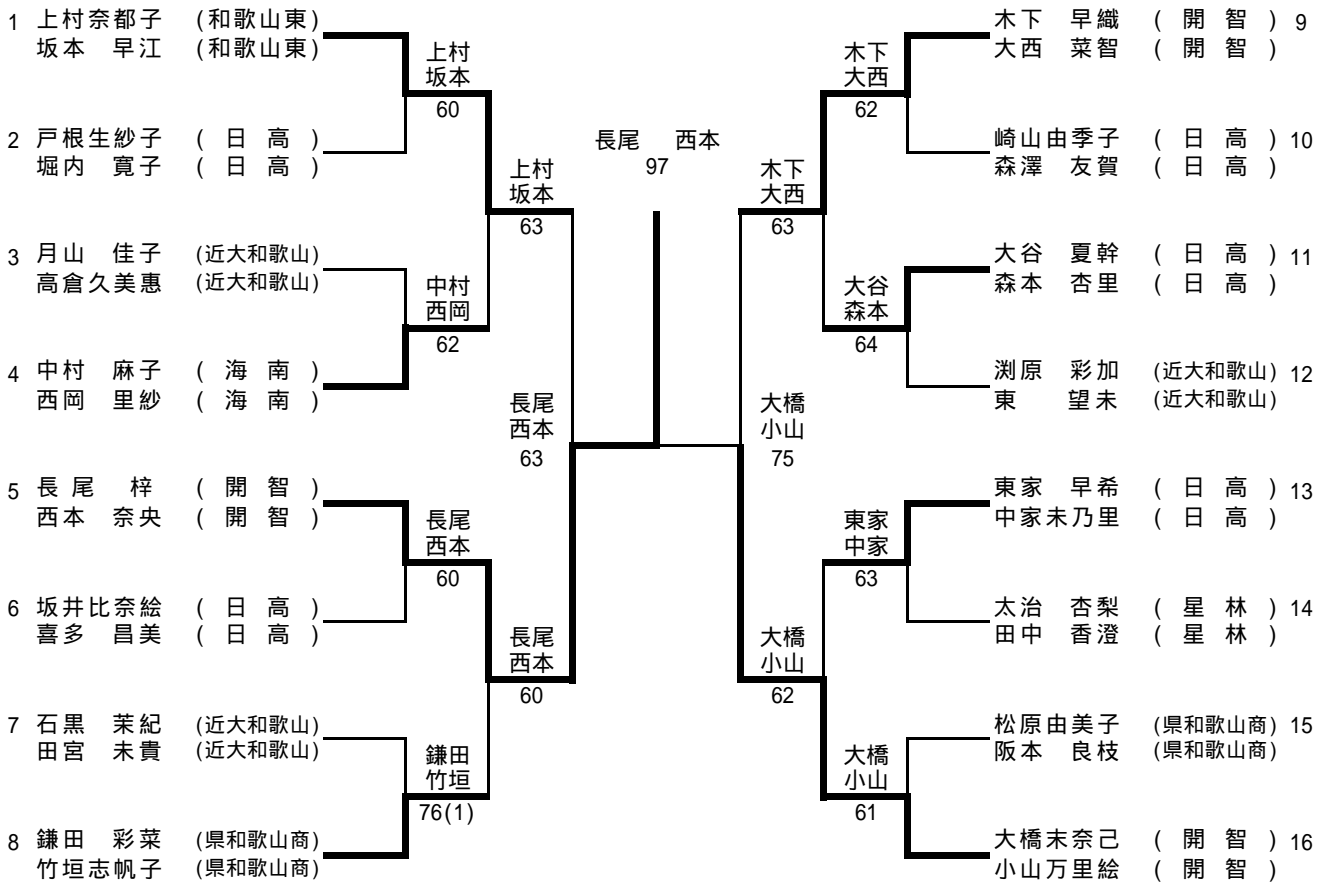 1 上村奈都子 (和歌山東)
坂本 早江 (和歌山東)
2 戸根生紗子 ( 日 高 )
堀内 寛子 ( 日 高 )
3 月山 佳子 (近大和歌山)
高倉久美惠 (近大和歌山)
4 中村 麻子 ( 海 南 )
西岡 里紗 ( 海 南 )
5 長尾 梓 ( 開 智 )
西本 奈央 ( 開 智 )
6 坂井比奈絵 ( 日 高 )
喜多 昌美 ( 日 高 )
7 石黒 茉紀 (近大和歌山)
田宮 未貴 (近大和歌山)
8 鎌田 彩菜 (県和歌山商)
竹垣志帆子 (県和歌山商)
上村
坂本
60
中村
西岡
62
長尾
西本
60
鎌田
竹垣
76(1)
上村
坂本
63
長尾
西本
60
長尾
西本
63
長尾 西本
97
大橋
小山
75
木下
大西
63
大橋
小山
62
木下
大西
62
大谷
森本
64
東家
中家
63
大橋
小山
61
木下 早織 ( 開 智 ) 9
大西 菜智 ( 開 智 )
崎山由季子 ( 日 高 ) 10
森澤 友賀 ( 日 高 )
大谷 夏幹 ( 日 高 ) 11
森本 杏里 ( 日 高 )
渕原 彩加 (近大和歌山) 12
東 望未 (近大和歌山)
東家 早希 ( 日 高 ) 13
中家未乃里 ( 日 高 )
太治 杏梨 ( 星 林 ) 14
田中 香澄 ( 星 林 )
松原由美子 (県和歌山商) 15
阪本 良枝 (県和歌山商)
大橋末奈己 ( 開 智 ) 16
小山万里絵 ( 開 智 )